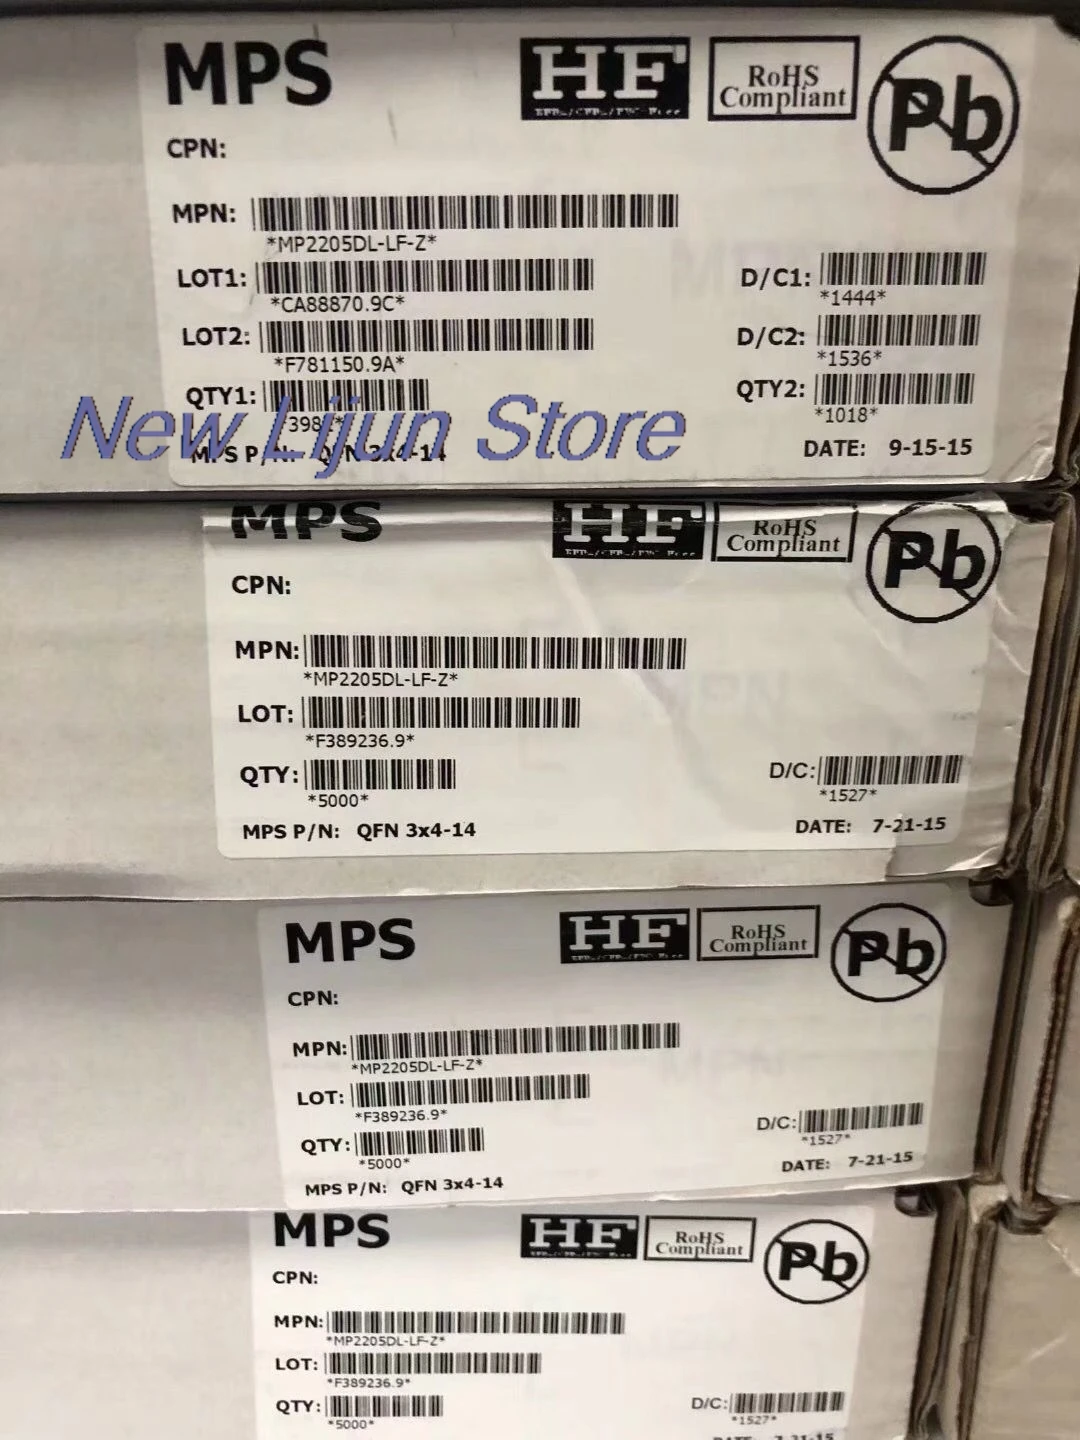 MPS
HF
RoHS
Compliant
Pb
CPN:
MPN:
*MP2205DL-LF-Z*
LOT1:
*CA88870.9C*
D/C1:
*1444*
LOT2:
*F781150.9A*
D/C2:
*1536*
QTY1:
QTY2:
*1018*
New Lijun Store
MPS P/N: QFN 3x4-14
DATE: 9-15-15
MPS
HF
RoHS
Compliant
Pb
CPN:
MPN:
*MP2205DL-LF-Z*
LOT:
*F389236.9*
QTY:
*5000*
D/C:
*1527*
MPS P/N: QFN 3x4-14
DATE: 7-21-15
MPS
HF
RoHS
Compliant
Pb
CPN:
MPN:
*MP2205DL-LF-Z*
LOT:
*F389236.9*
QTY:
*5000*
D/C:
*1527*
MPS P/N: QFN 3x4-14
DATE: 7-21-15
MPS
HF
RoHS
Compliant
Pb
CPN:
MPN:
*MP2205DL-LF-Z*
LOT:
*F389236.9*
QTY:
*5000*
D/C:
*1527*